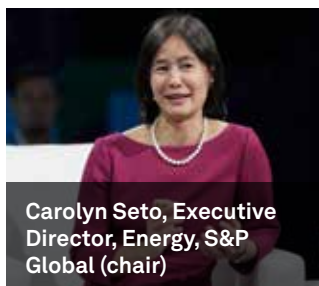 Carolyn Seto, Executive
Director, Energy, S&P
Global (chair)